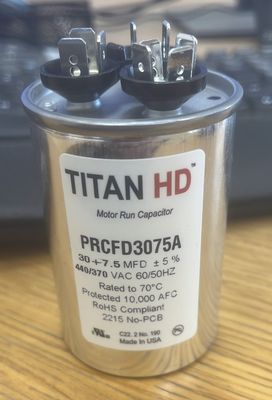 TITAN HD™
Motor Run Capacitor
PRCFD3075A
30+7.5 MFD ± 5 %
440/370 VAC 60/50HZ
Rated to 70°C
Protected 10,000 AFC
RoHS Compliant
2215 No-PCB
C22. 2 No. 190
Made In USA